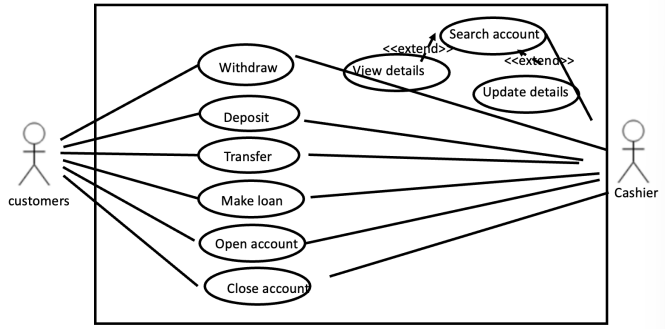 Search account
<<extend>>
View details
<<extend>>
Withdraw
Update details
Deposit
Transfer
Make loan
customers
Cashier
Open account
Close account